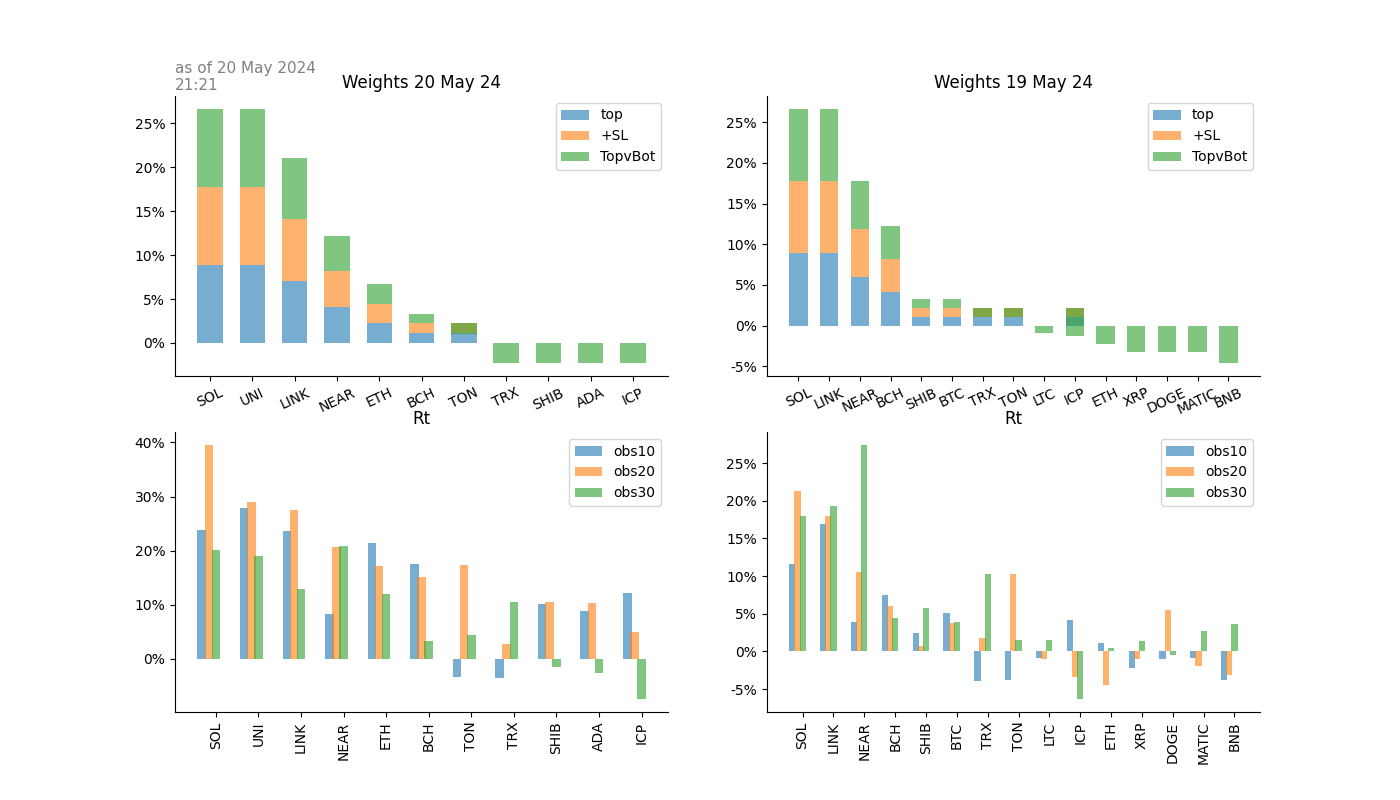 as of 20 May 2024
21:21
Weights 20 May 24
25%
20%
15%
10%
5%
0%
top
+SL
TopvBot
SOL UNI LINK NEAR ETH BCH TON TRX SHIB ADA ICP
Weights 19 May 24
25%
20%
15%
10%
5%
0%
-5%
top
+SL
TopvBot
SOL LINK NEAR BCH SHIB BTC TRX TON LTC ICP ETH XRP DOGE MATIC BNB
Rt
40%
30%
20%
10%
0%
obs10
obs20
obs30
SOL UNI LINK NEAR ETH BCH TON TRX SHIB ADA ICP
Rt
25%
20%
15%
10%
5%
0%
-5%
obs10
obs20
obs30
SOL LINK NEAR BCH SHIB BTC TRX TON LTC ICP ETH XRP DOGE MATIC BNB